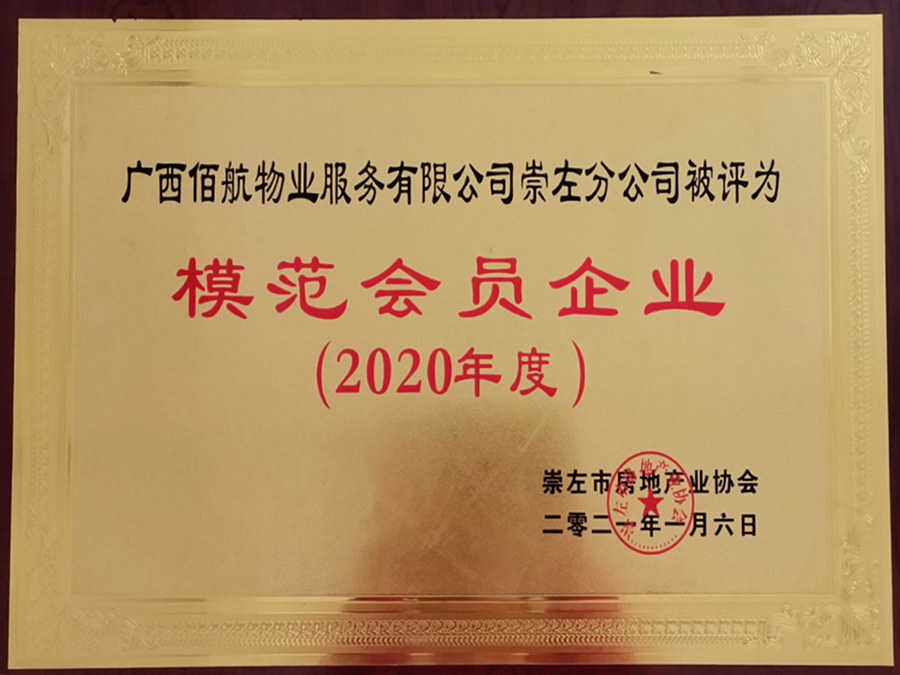 广西佰航物业服务有限公司崇左分公司被评为
模范会员企业
(2020年度)
崇左市房地产业协会
二零二一年一月六日